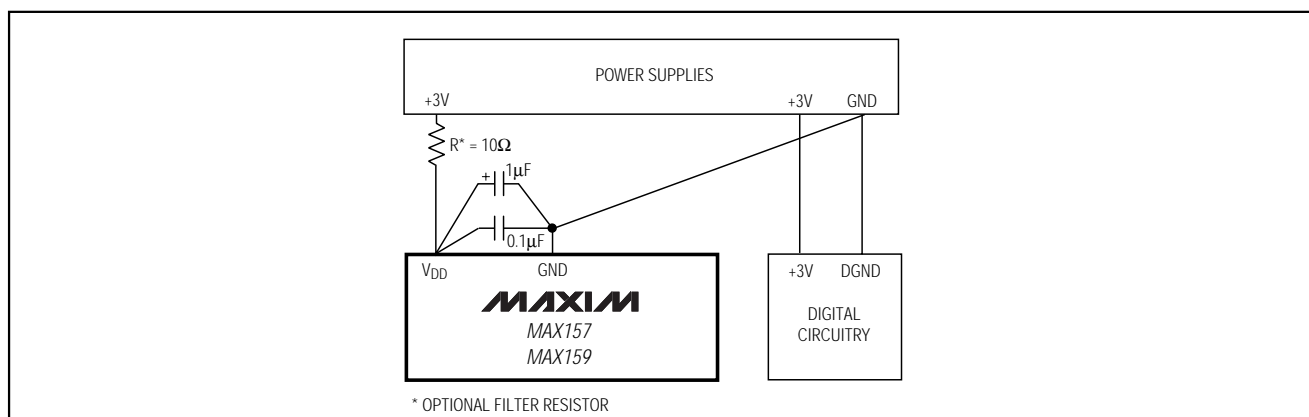 POWER SUPPLIES
+3V
+3V GND
R* = 10Ω
+ 1μF
0.1μF
VDD GND
MAXIM
MAX157
MAX159
+3V DGND
DIGITAL
CIRCUITRY
* OPTIONAL FILTER RESISTOR